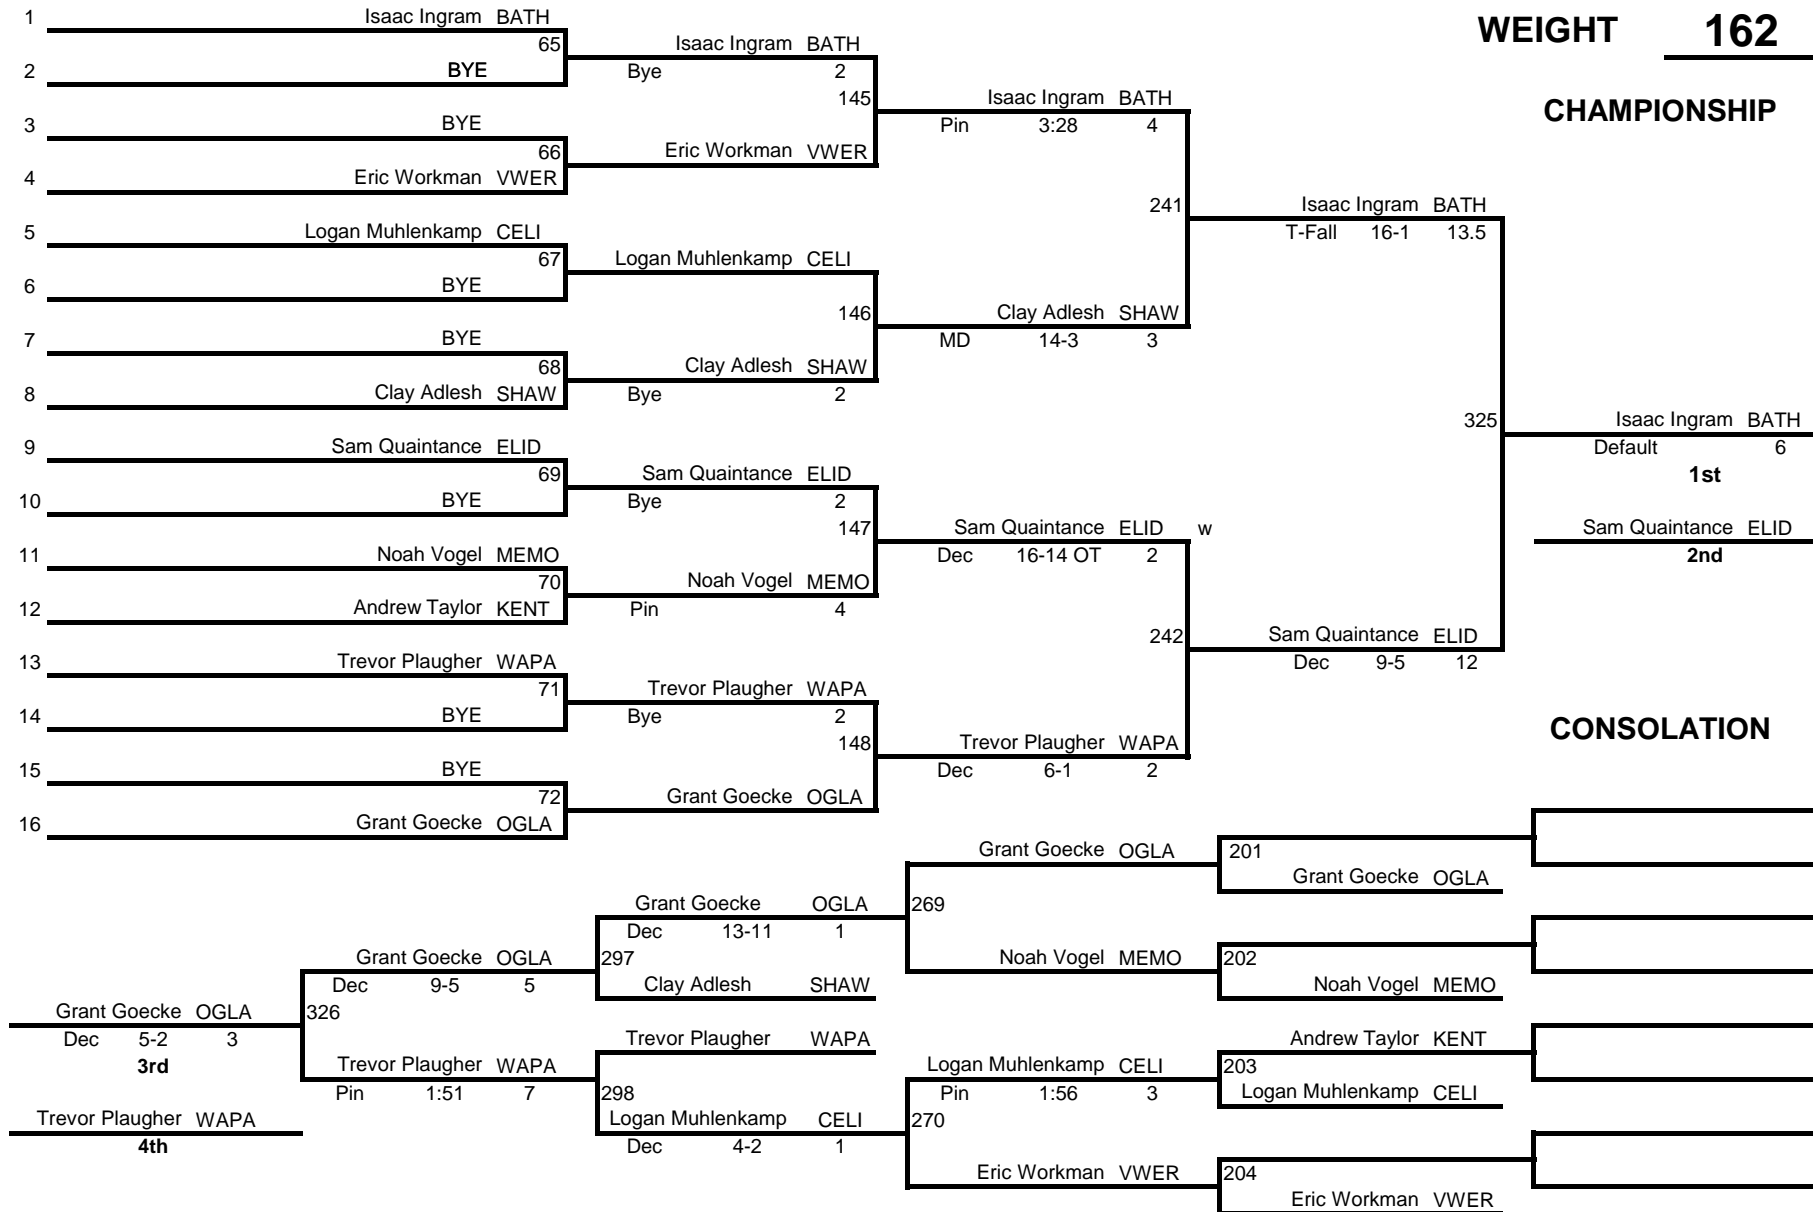 WEIGHT 162
CHAMPIONSHIP
1 Isaac Ingram BATH
65
2 BYE
3 BYE
66
4 Eric Workman VWER
5 Logan Muhlenkamp CELI
67
6 BYE
7 BYE
68
8 Clay Adlesh SHAW
9 Sam Quaintance ELID
69
10 BYE
11 Noah Vogel MEMO
70
12 Andrew Taylor KENT
13 Trevor Plaugher WAPA
71
14 BYE
15 BYE
72
16 Grant Goecke OGLA
Isaac Ingram BATH
Bye 2
145
Eric Workman VWER
Logan Muhlenkamp CELI
146
Clay Adlesh SHAW
Bye 2
Sam Quaintance ELID
Bye 2
147
Noah Vogel MEMO
Pin 4
Trevor Plaugher WAPA
Bye 2
148
Grant Goecke OGLA
Isaac Ingram BATH
Pin 3:28 4
241
Clay Adlesh SHAW
MD 14-3 3
Sam Quaintance ELID w
Dec 16-14 OT 2
242
Trevor Plaugher WAPA
Dec 6-1 2
Isaac Ingram BATH
T-Fall 16-1 13.5
325
Sam Quaintance ELID
Dec 9-5 12
Isaac Ingram BATH
Default 6
1st
Sam Quaintance ELID
2nd
CONSOLATION
201
Grant Goecke OGLA
202
Noah Vogel MEMO
Andrew Taylor KENT
203
Logan Muhlenkamp CELI
204
Eric Workman VWER
Grant Goecke OGLA
269
Noah Vogel MEMO
Logan Muhlenkamp CELI
Pin 1:56 3
270
Eric Workman VWER
Grant Goecke OGLA
Dec 13-11 1
297
Clay Adlesh SHAW
Trevor Plaugher WAPA
298
Logan Muhlenkamp CELI
Dec 4-2 1
Grant Goecke OGLA
Dec 9-5 5
326
Trevor Plaugher WAPA
Pin 1:51 7
Grant Goecke OGLA
Dec 5-2 3
3rd
Trevor Plaugher WAPA
4th